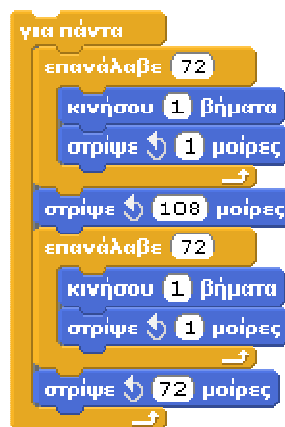 για πάντα
επανάλαβε 72
κινήσου 1 βήματα
στρίψε 1 μοίρες
στρίψε 108 μοίρες
επανάλαβε 72
κινήσου 1 βήματα
στρίψε 1 μοίρες
στρίψε 72 μοίρες